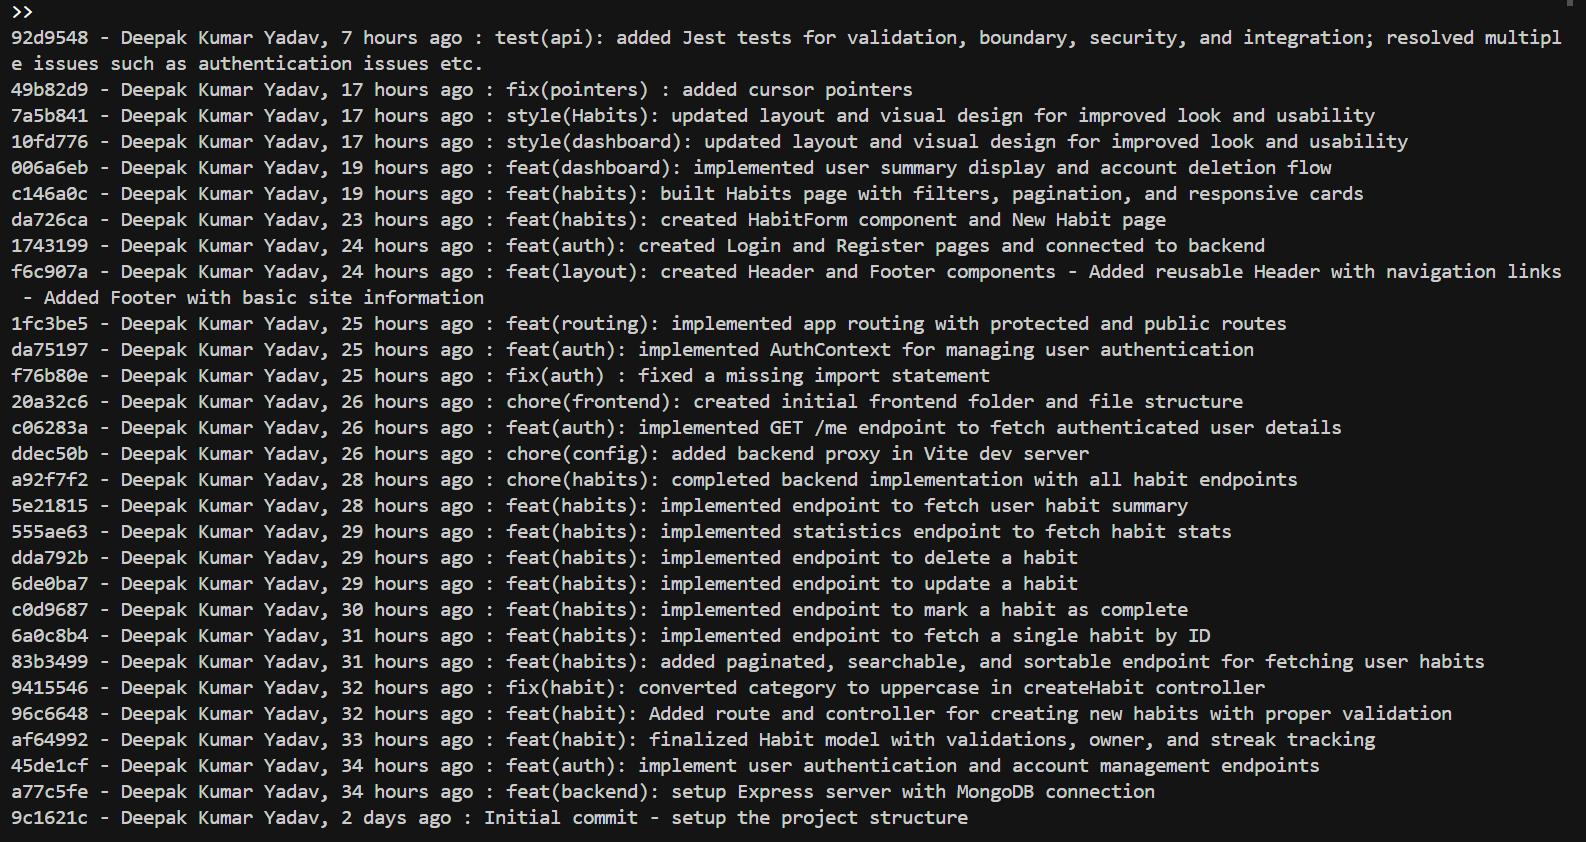 >>
92d9548 - Deepak Kumar Yadav, 7 hours ago : test(api): added Jest tests for validation, boundary, security, and integration; resolved multipl
e issues such as authentication issues etc.
49b82d9 - Deepak Kumar Yadav, 17 hours ago : fix(pointers) : added cursor pointers
7a5b841 - Deepak Kumar Yadav, 17 hours ago : style(Habits): updated layout and visual design for improved look and usability
10fd776 - Deepak Kumar Yadav, 17 hours ago : style(dashboard): updated layout and visual design for improved look and usability
006a6eb - Deepak Kumar Yadav, 19 hours ago : feat(dashboard): implemented user summary display and account deletion flow
c146a0c - Deepak Kumar Yadav, 19 hours ago : feat(habits): built Habits page with filters, pagination, and responsive cards
da726ca - Deepak Kumar Yadav, 23 hours ago : feat(habits): created HabitForm component and New Habit page
1743199 - Deepak Kumar Yadav, 24 hours ago : feat(auth): created Login and Register pages and connected to backend
f6c907a - Deepak Kumar Yadav, 24 hours ago : feat(layout): created Header and Footer components - Added reusable Header with navigation links
 - Added Footer with basic site information
1fc3be5 - Deepak Kumar Yadav, 25 hours ago : feat(routing): implemented app routing with protected and public routes
da75197 - Deepak Kumar Yadav, 25 hours ago : feat(auth): implemented AuthContext for managing user authentication
f76b80e - Deepak Kumar Yadav, 25 hours ago : fix(auth) : fixed a missing import statement
20a32c6 - Deepak Kumar Yadav, 26 hours ago : chore(frontend): created initial frontend folder and file structure
c06283a - Deepak Kumar Yadav, 26 hours ago : feat(auth): implemented GET /me endpoint to fetch authenticated user details
ddec50b - Deepak Kumar Yadav, 26 hours ago : chore(config): added backend proxy in Vite dev server
a92f7f2 - Deepak Kumar Yadav, 28 hours ago : chore(habits): completed backend implementation with all habit endpoints
5e21815 - Deepak Kumar Yadav, 28 hours ago : feat(habits): implemented endpoint to fetch user habit summary
555ae63 - Deepak Kumar Yadav, 29 hours ago : feat(habits): implemented statistics endpoint to fetch habit stats
dda792b - Deepak Kumar Yadav, 29 hours ago : feat(habits): implemented endpoint to delete a habit
6de0ba7 - Deepak Kumar Yadav, 29 hours ago : feat(habits): implemented endpoint to update a habit
c0d9687 - Deepak Kumar Yadav, 30 hours ago : feat(habits): implemented endpoint to mark a habit as complete
6a0c8b4 - Deepak Kumar Yadav, 31 hours ago : feat(habits): implemented endpoint to fetch a single habit by ID
83b3499 - Deepak Kumar Yadav, 31 hours ago : feat(habits): added paginated, searchable, and sortable endpoint for fetching user habits
9415546 - Deepak Kumar Yadav, 32 hours ago : fix(habit): converted category to uppercase in createHabit controller
96c6648 - Deepak Kumar Yadav, 32 hours ago : feat(habit): Added route and controller for creating new habits with proper validation
af64992 - Deepak Kumar Yadav, 33 hours ago : feat(habit): finalized Habit model with validations, owner, and streak tracking
45de1cf - Deepak Kumar Yadav, 34 hours ago : feat(auth): implement user authentication and account management endpoints
a77c5fe - Deepak Kumar Yadav, 34 hours ago : feat(backend): setup Express server with MongoDB connection
9c1621c - Deepak Kumar Yadav, 2 days ago : Initial commit - setup the project structure